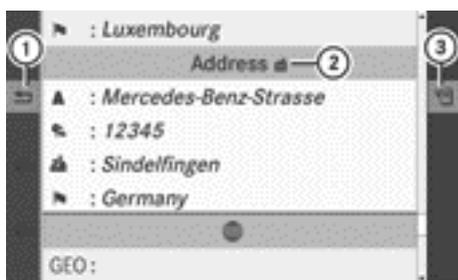 : Luxembourg
1
Address
2
3
A : Mercedes-Benz-Strasse
: 12345
: Sindelfingen
: Germany
GEO: